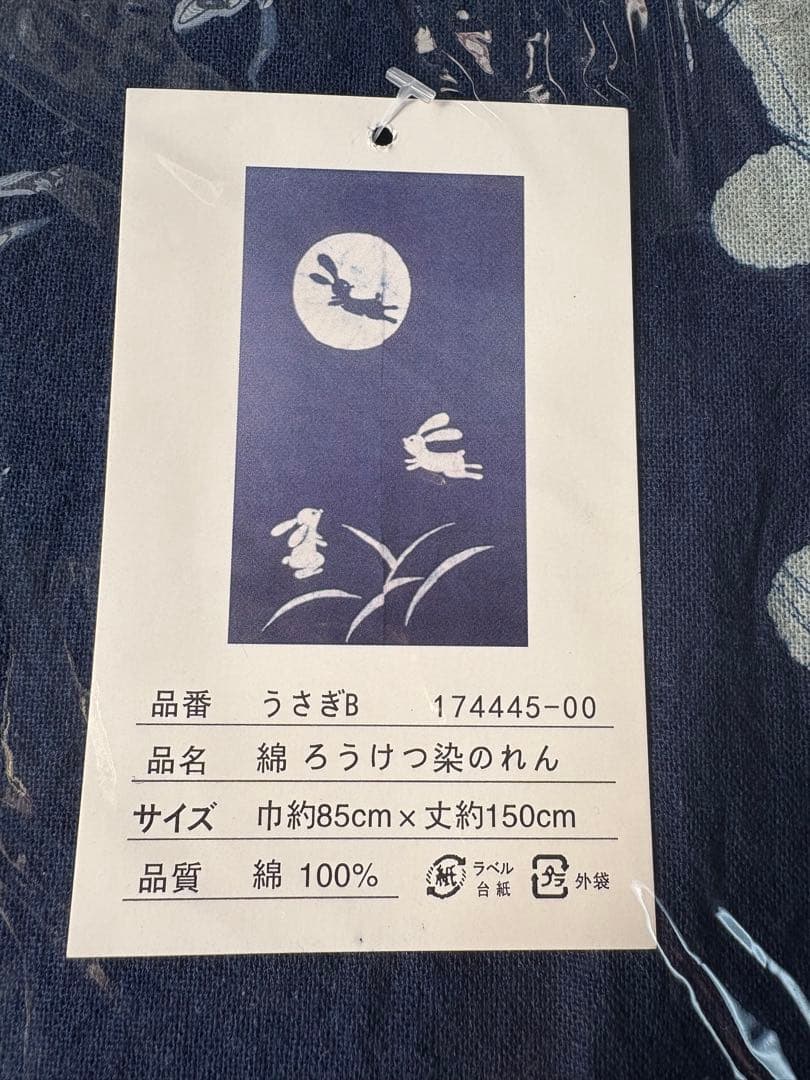 品番 うさぎB 174445-00
品名 綿 ろうけつ染のれん
サイズ 巾約85cm×丈約150cm
品質 綿 100%
紙 ラベル
台紙
プラ 外袋